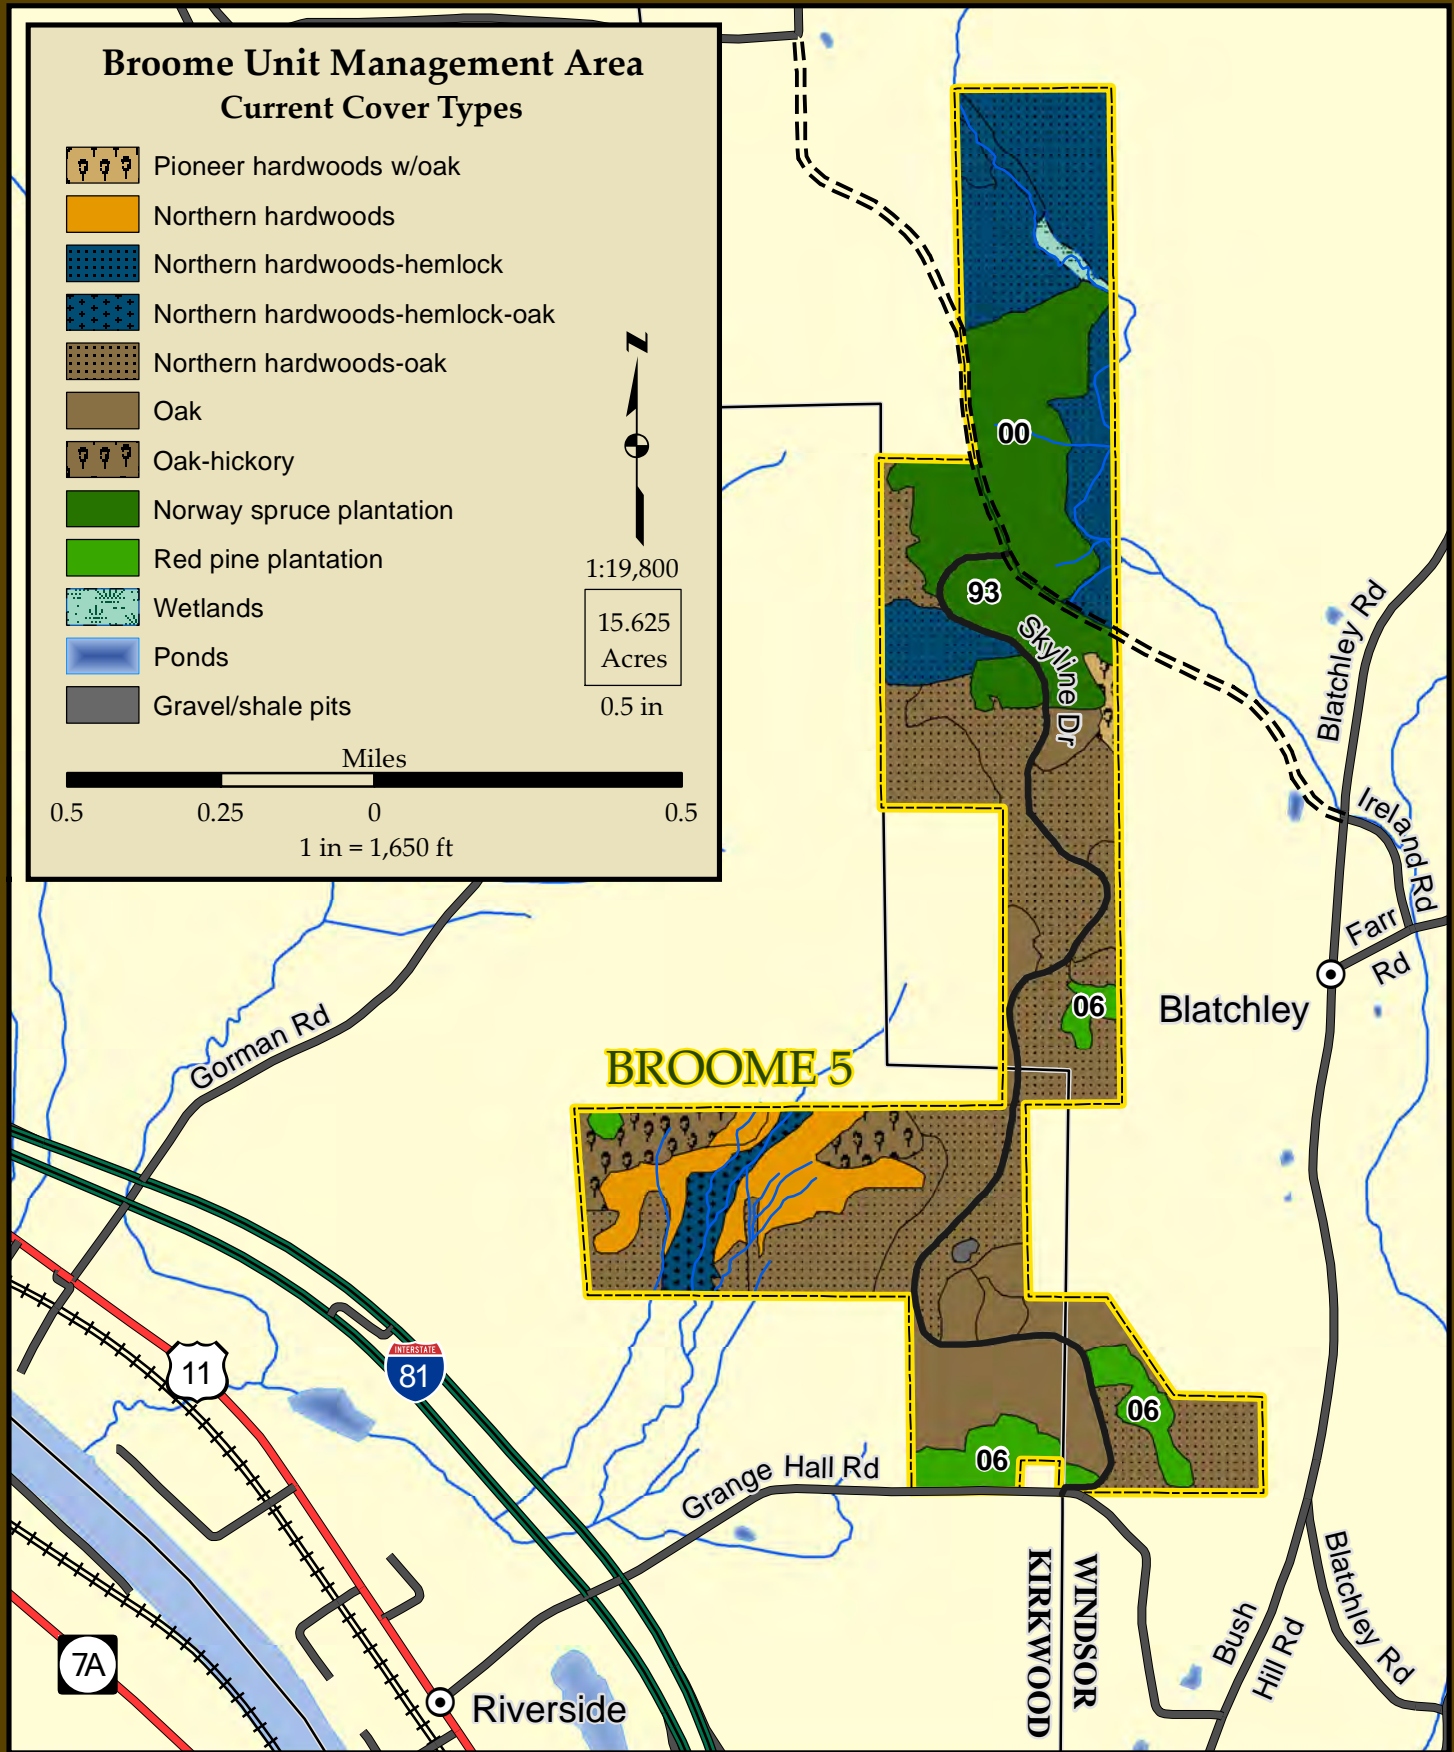 Broome Unit Management Area
Current Cover Types
Pioneer hardwoods w/oak
Northern hardwoods
Northern hardwoods-hemlock
Northern hardwoods-hemlock-oak
Northern hardwoods-oak
Oak
Oak-hickory
Norway spruce plantation
Red pine plantation
Wetlands
Ponds
Gravel/shale pits
N
1:19,800
15.625
Acres
0.5 in
Miles
0.5 0.25 0 0.5
1 in = 1,650 ft
00
93
Skyline Dr
Blatchley Rd
Ireland Rd
Farr
Rd
06
Blatchley
Gorman Rd
BROOME 5
INTERSTATE
81
11
06
06
Grange Hall Rd
KIRKWOOD
WINDSOR
Bush
Hill Rd
Blatchley Rd
7A
Riverside